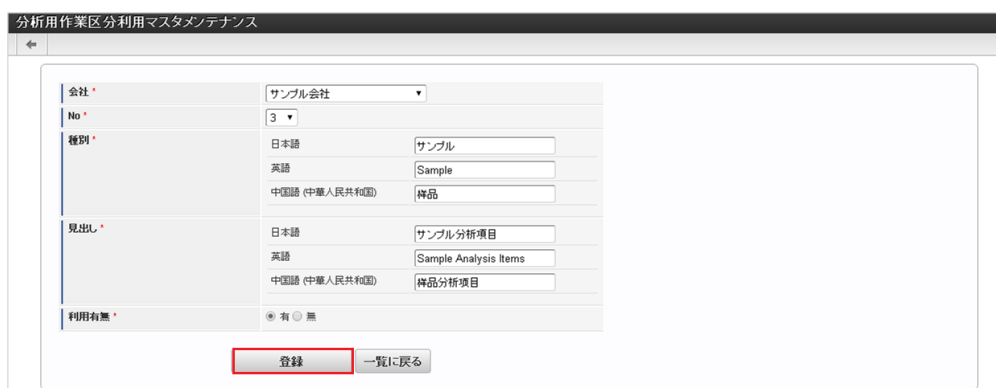 分析用作業区分利用マスタメンテナンス
会社 * サンプル会社
No * 3
種別 * 日本語 サンプル
英語 Sample
中国語 (中華人民共和国) 样品
見出し * 日本語 サンプル分析項目
英語 Sample Analysis Items
中国語 (中華人民共和国) 样品分析项目
利用有無 * 有 無
登録 一覧に戻る